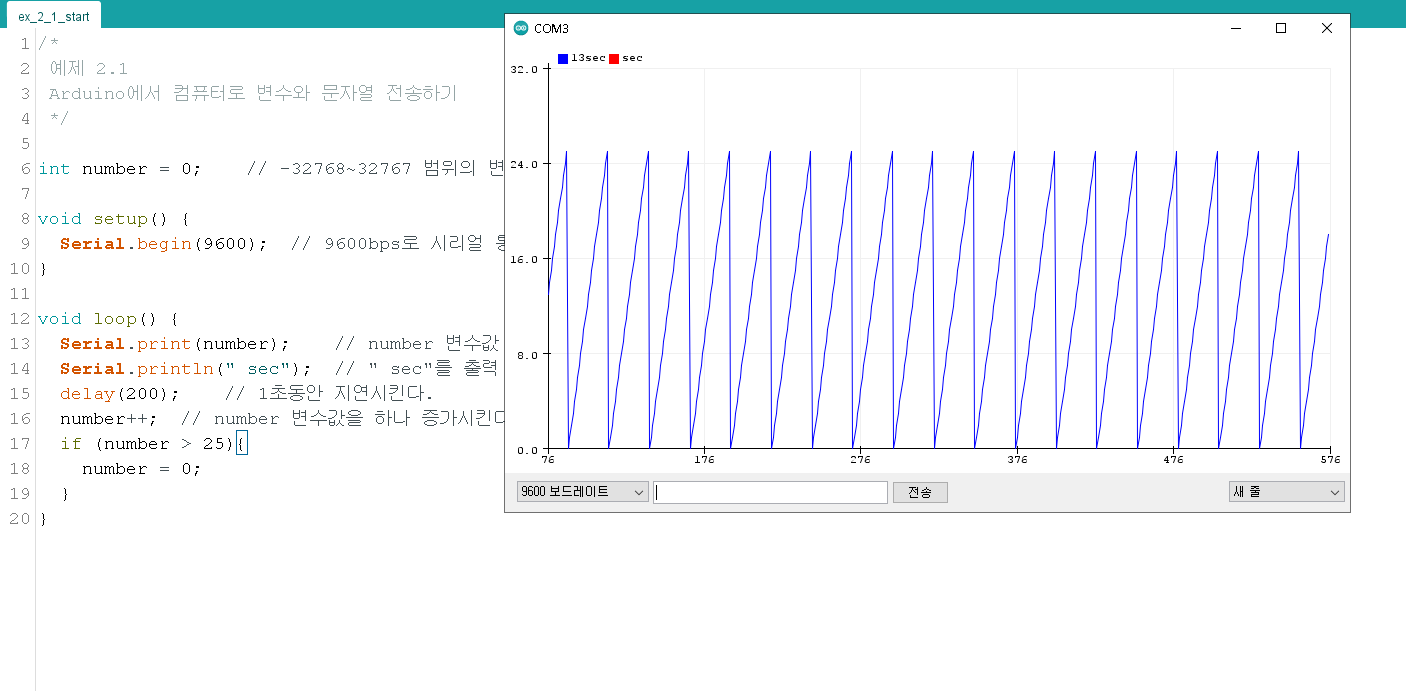 ex_2_1_start
1 /*
2 예제 2.1
3 Arduino에서 컴퓨터로 변수와 문자열 전송하기
4 */
5
6 int number = 0; // -32768~32767 범위의 변
7
8 void setup() {
9 Serial.begin(9600); // 9600bps로 시리얼
10 }
11
12 void loop() {
13 Serial.print(number); // number 변수값
14 Serial.println(" sec"); // " sec"를 출력
15 delay(200); // 1초동안 지연시킨다.
16 number++; // number 변수값을 하나 증가시킨다
17 if (number > 25){
18 number = 0;
19 }
20 }
COM3
13sec sec
32.0
24.0
16.0
8.0
0.0
76 176 276 376 476 576
9600 보드레이트 전송 새 줄